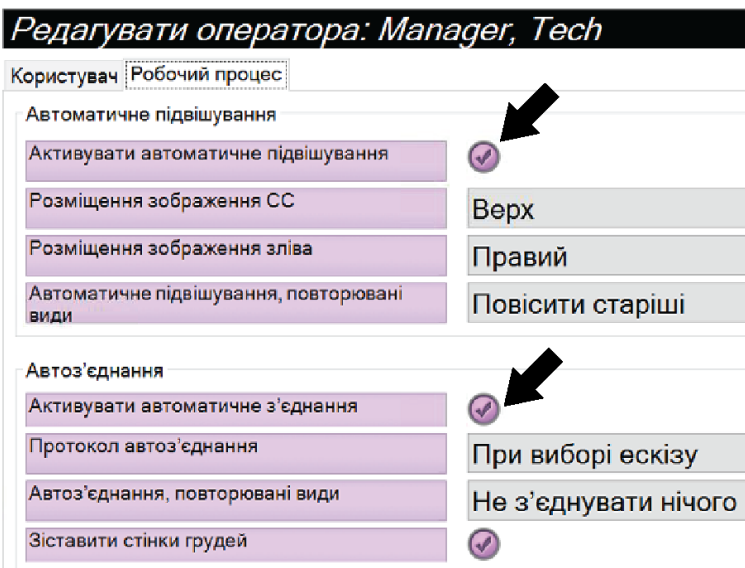 Редагувати оператора: Manager, Tech
Користувач Робочий процес
Автоматичне підвішування
Активувати автоматичне підвішування
Розміщення зображення CC Верх
Розміщення зображення зліва Правий
Автоматичне підвішування, повторювані
види Повісити старіші
Автоз’єднання
Активувати автоматичне з’єднання
Протокол автоз’єднання При виборі ескізу
Автоз’єднання, повторювані види Не з’єднувати нічого
Зіставити стінки грудей